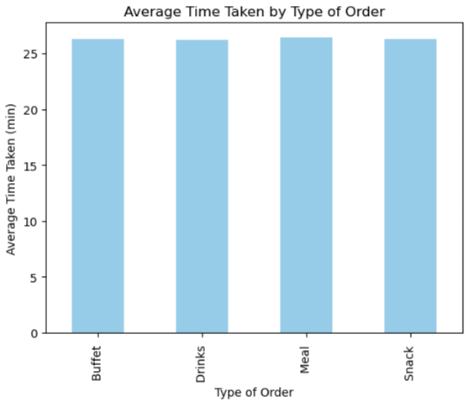 Average Time Taken by Type of Order
Average Time Taken (min)
25
20
15
10
5
0
Buffet
Drinks
Meal
Snack
Type of Order